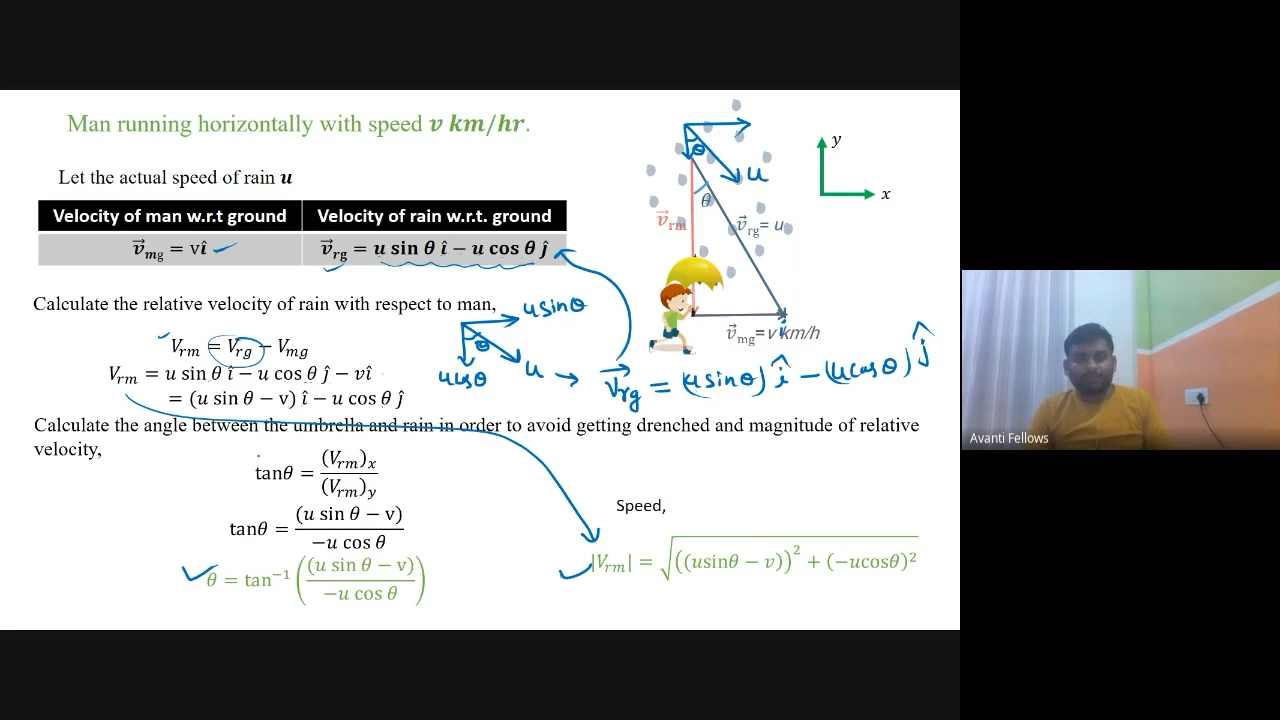 Man running horizontally with speed v km/hr.
Let the actual speed of rain u
Velocity of man w.r.t ground | Velocity of rain w.r.t. ground
v⃗mg = vî | v⃗rg = u sin θ î − u cos θ ĵ
Calculate the relative velocity of rain with respect to man,
Vrm = Vrg − Vmg
Vrm = u sin θ î − u cos θ ĵ − vî
= (u sin θ − v) î − u cos θ ĵ
Calculate the angle between the umbrella and rain in order to avoid getting drenched and magnitude of relative
velocity,
tanθ = (Vrm)x / (Vrm)y
tanθ = (u sin θ − v) / −u cos θ
θ = tan⁻¹((u sin θ − v) / −u cos θ)
Speed,
|Vrm| = √(((usinθ − v))² + (−ucosθ)²)
θ
u
θ
v⃗rm
v⃗rg = u
v⃗mg=v km/h
i
y
x
usinθ
θ
ucosθ
u → v⃗rg = (usinθ) î − (ucosθ) ĵ
Avanti Fellows